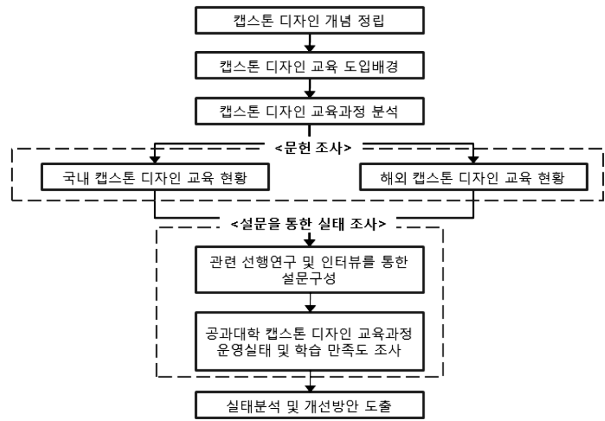 캡스톤 디자인 개념 정립
캡스톤 디자인 교육 도입배경
캡스톤 디자인 교육과정 분석
<문헌 조사>
국내 캡스톤 디자인 교육 현황
해외 캡스톤 디자인 교육 현황
<설문을 통한 실태 조사>
관련 선행연구 및 인터뷰를 통한
설문구성
공과대학 캡스톤 디자인 교육과정
운영실태 및 학습 만족도 조사
실태분석 및 개선방안 도출